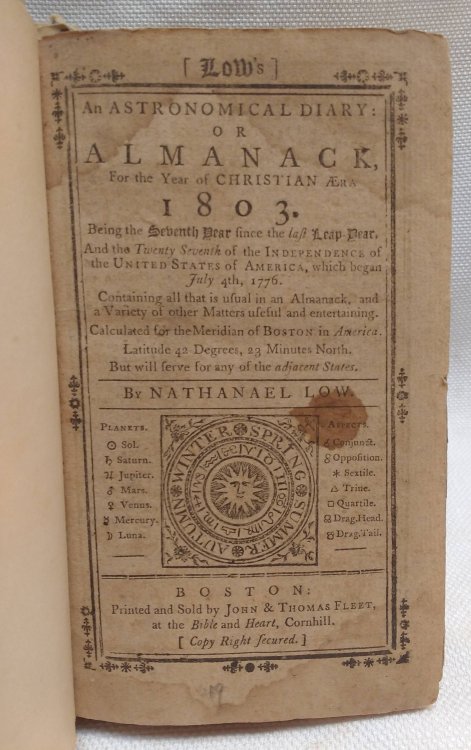 [ Low's ]
An ASTRONOMICAL DIARY:
OR
ALMANACK,
For the Year of CHRISTIAN ÆRA
1803.
Being the Seventh Year since the last Leap-Year.
And the Twenty Seventh of the INDEPENDENCE of
the UNITED STATES of AMERICA, which began
July 4th, 1776.
Containing all that is usual in an Almanack, and
a Variety of other Matters useful and entertaining.
Calculated for the Meridian of BOSTON in America.
Latitude 42 Degrees, 23 Minutes North.
But will serve for any of the adjacent States.
By NATHANAEL LOW.
PLANETS.
☉ Sol.
♄ Saturn.
♃ Jupiter.
♂ Mars.
♀ Venus.
☿ Mercury.
☽ Luna.
WINTER SPRING SUMMER AUTUMN
ASPECTS.
☌ Conjunct.
☍ Opposition.
⚹ Sextile.
△ Trine.
□ Quartile.
☊ Drag. Head.
☋ Drag. Tail.
BOSTON:
Printed and Sold by JOHN & THOMAS FLEET,
at the Bible and Heart, Cornhill.
[ Copy Right secured. ]